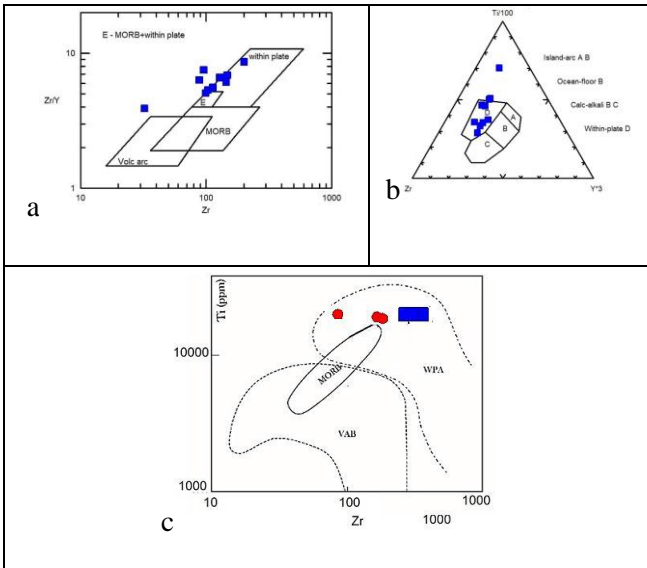 E - MORB+within plate
within plate
10
Zr/Y
E
MORB
Volc arc
1
10
100
1000
Zr
a
Ti/100
Island-arc A B
Ocean-floor B
Calc-alkali B C
Within-plate D
D
A
B
C
Zr
Y*3
b
Ti (ppm)
10000
MORB
WPA
VAB
1000
10
100
1000
Zr
1000
c